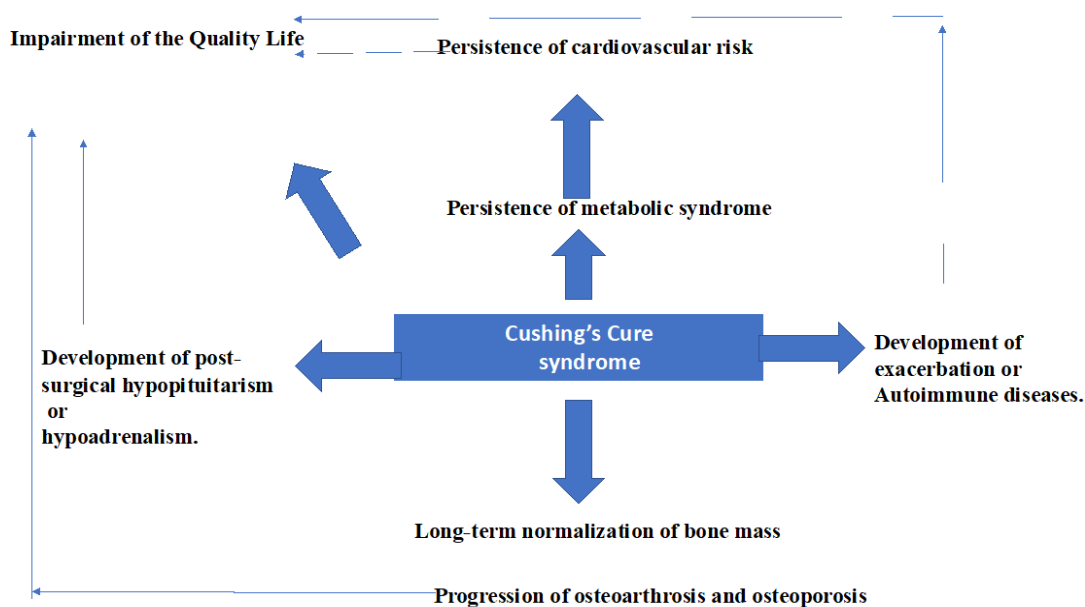 Impairment of the Quality Life
Persistence of cardiovascular risk
Persistence of metabolic syndrome
Cushing's Cure
syndrome
Development of post-
surgical hypopituitarism
or
hypoadrenalism.
Development of
exacerbation or
Autoimmune diseases.
Long-term normalization of bone mass
Progression of osteoarthrosis and osteoporosis